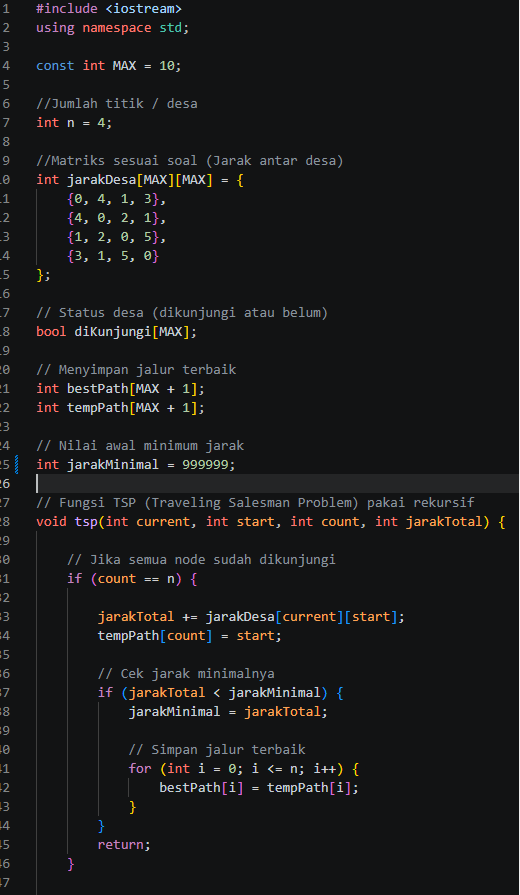 1 #include <iostream>
2 using namespace std;
3
4 const int MAX = 10;
5
6 //Jumlah titik / desa
7 int n = 4;
8
9 //Matriks sesuai soal (Jarak antar desa)
10 int jarakDesa[MAX][MAX] = {
11     {0, 4, 1, 3},
12     {4, 0, 2, 1},
13     {1, 2, 0, 5},
14     {3, 1, 5, 0}
15 };
16
17 // Status desa (dikunjungi atau belum)
18 bool diKunjungi[MAX];
19
20 // Menyimpan jalur terbaik
21 int bestPath[MAX + 1];
22 int tempPath[MAX + 1];
23
24 // Nilai awal minimum jarak
25 int jarakMinimal = 999999;
26
27 // Fungsi TSP (Traveling Salesman Problem) pakai rekursif
28 void tsp(int current, int start, int count, int jarakTotal) {
29
30     // Jika semua node sudah dikunjungi
31     if (count == n) {
32
33         jarakTotal += jarakDesa[current][start];
34         tempPath[count] = start;
35
36         // Cek jarak minimalnya
37         if (jarakTotal < jarakMinimal) {
38             jarakMinimal = jarakTotal;
39
40             // Simpan jalur terbaik
41             for (int i = 0; i <= n; i++) {
42                 bestPath[i] = tempPath[i];
43             }
44         }
45         return;
46     }
47